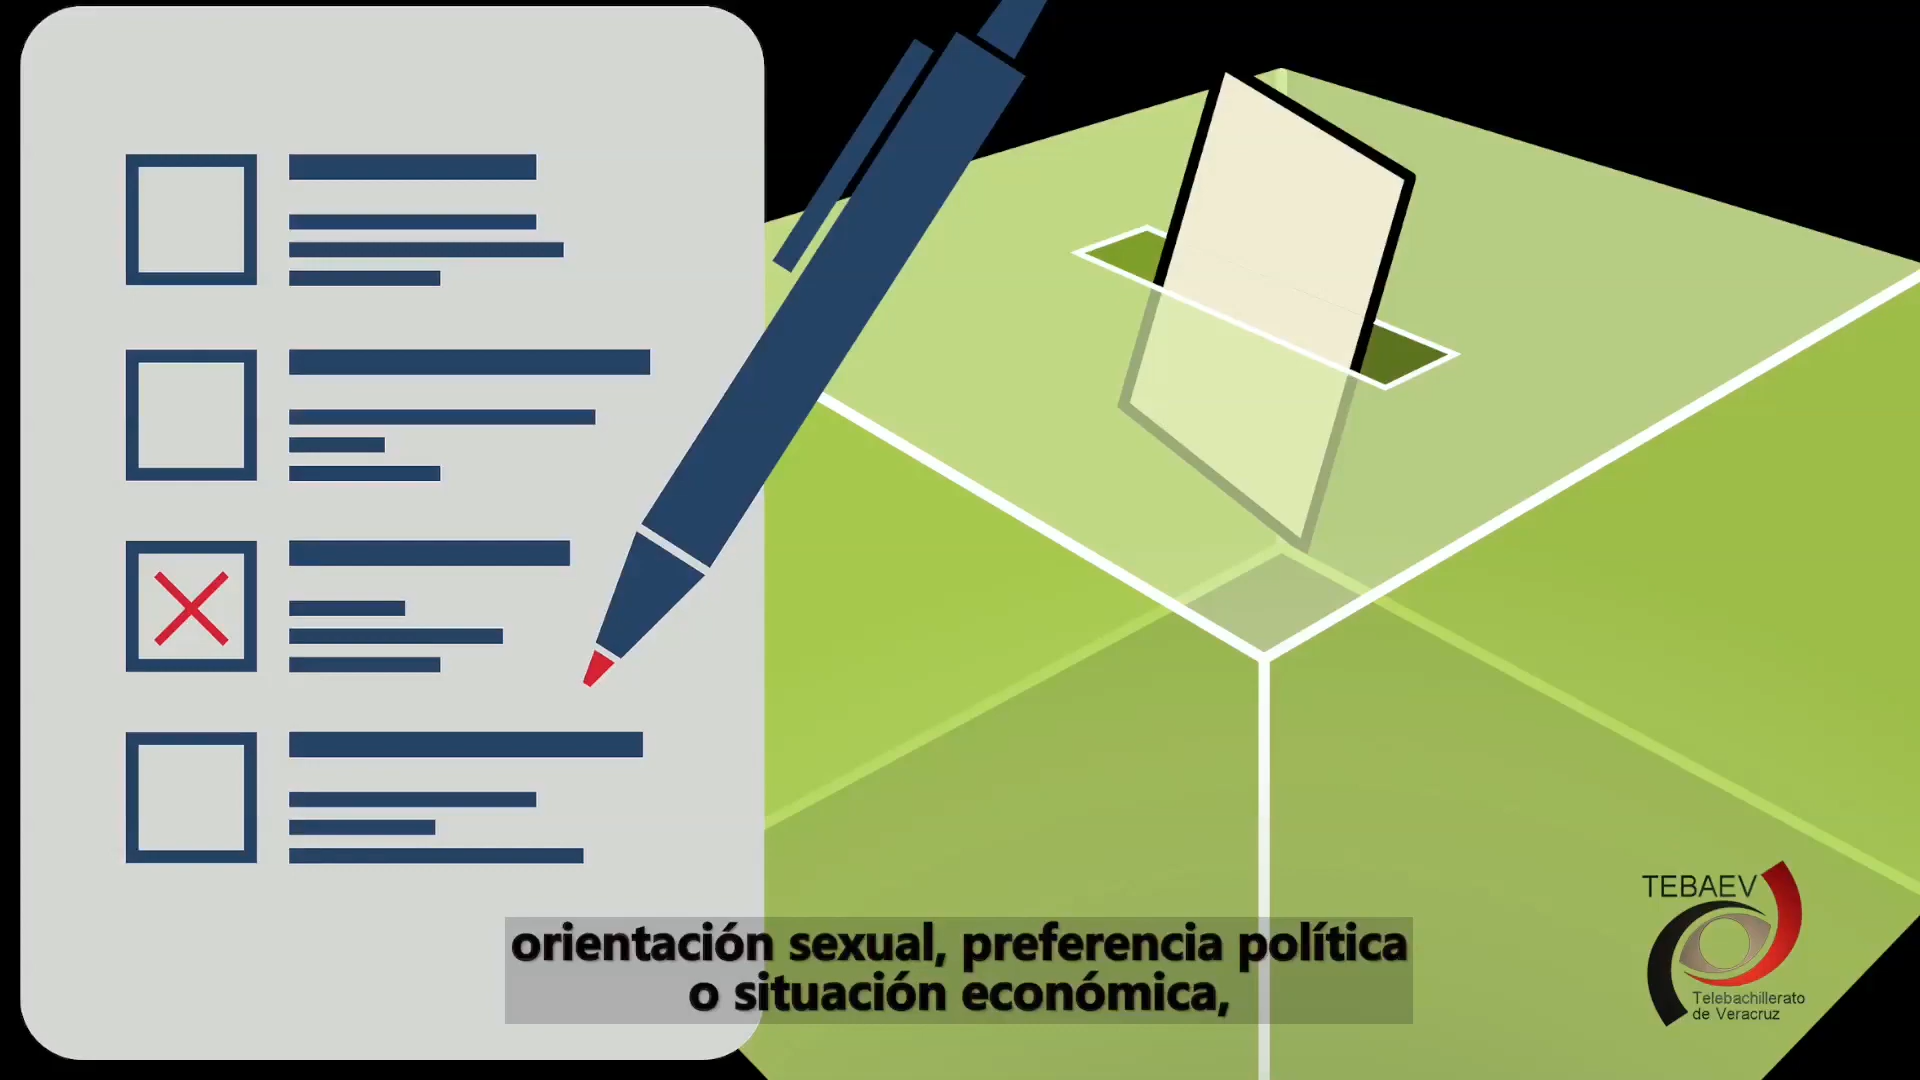 TEBAEV
Telebachillerato
de Veracruz
orientación sexual, preferencia política
o situación económica,